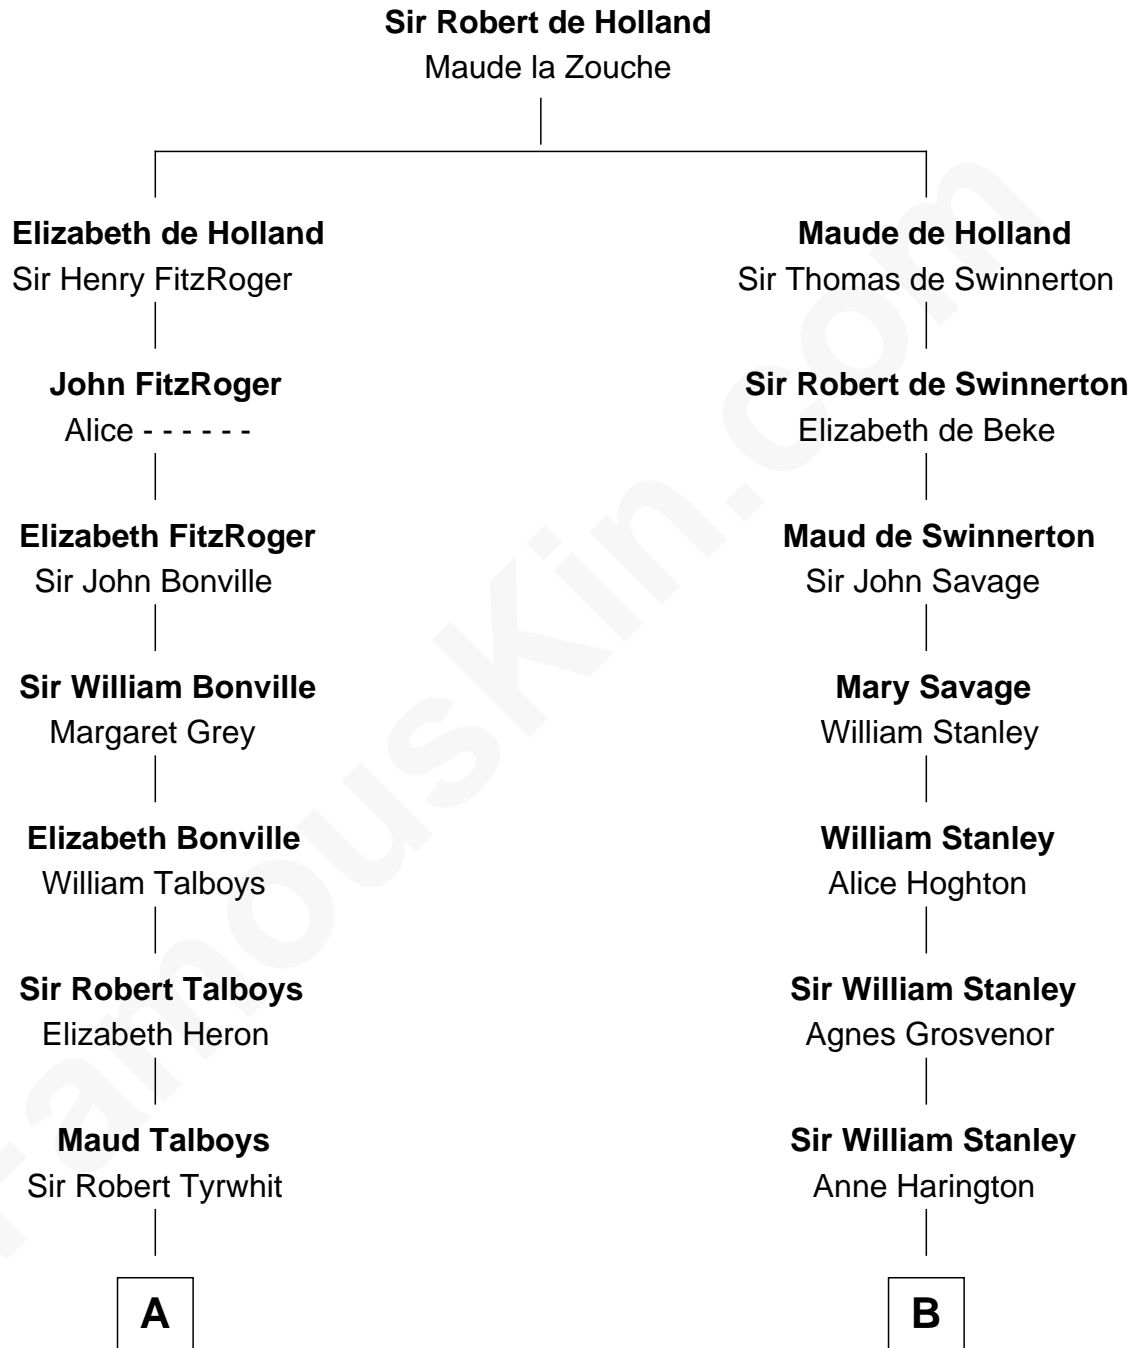 Sir Robert de Holland
Maude la Zouche
Elizabeth de Holland
Sir Henry FitzRoger
Maude de Holland
Sir Thomas de Swinnerton
John FitzRoger
Alice - - - - - -
Sir Robert de Swinnerton
Elizabeth de Beke
Elizabeth FitzRoger
Sir John Bonville
Maud de Swinnerton
Sir John Savage
Sir William Bonville
Margaret Grey
Mary Savage
William Stanley
Elizabeth Bonville
William Talboys
William Stanley
Alice Hoghton
Sir Robert Talboys
Elizabeth Heron
Sir William Stanley
Agnes Grosvenor
Maud Talboys
Sir Robert Tyrwhit
Sir William Stanley
Anne Harington
A
B
FamousKin.com